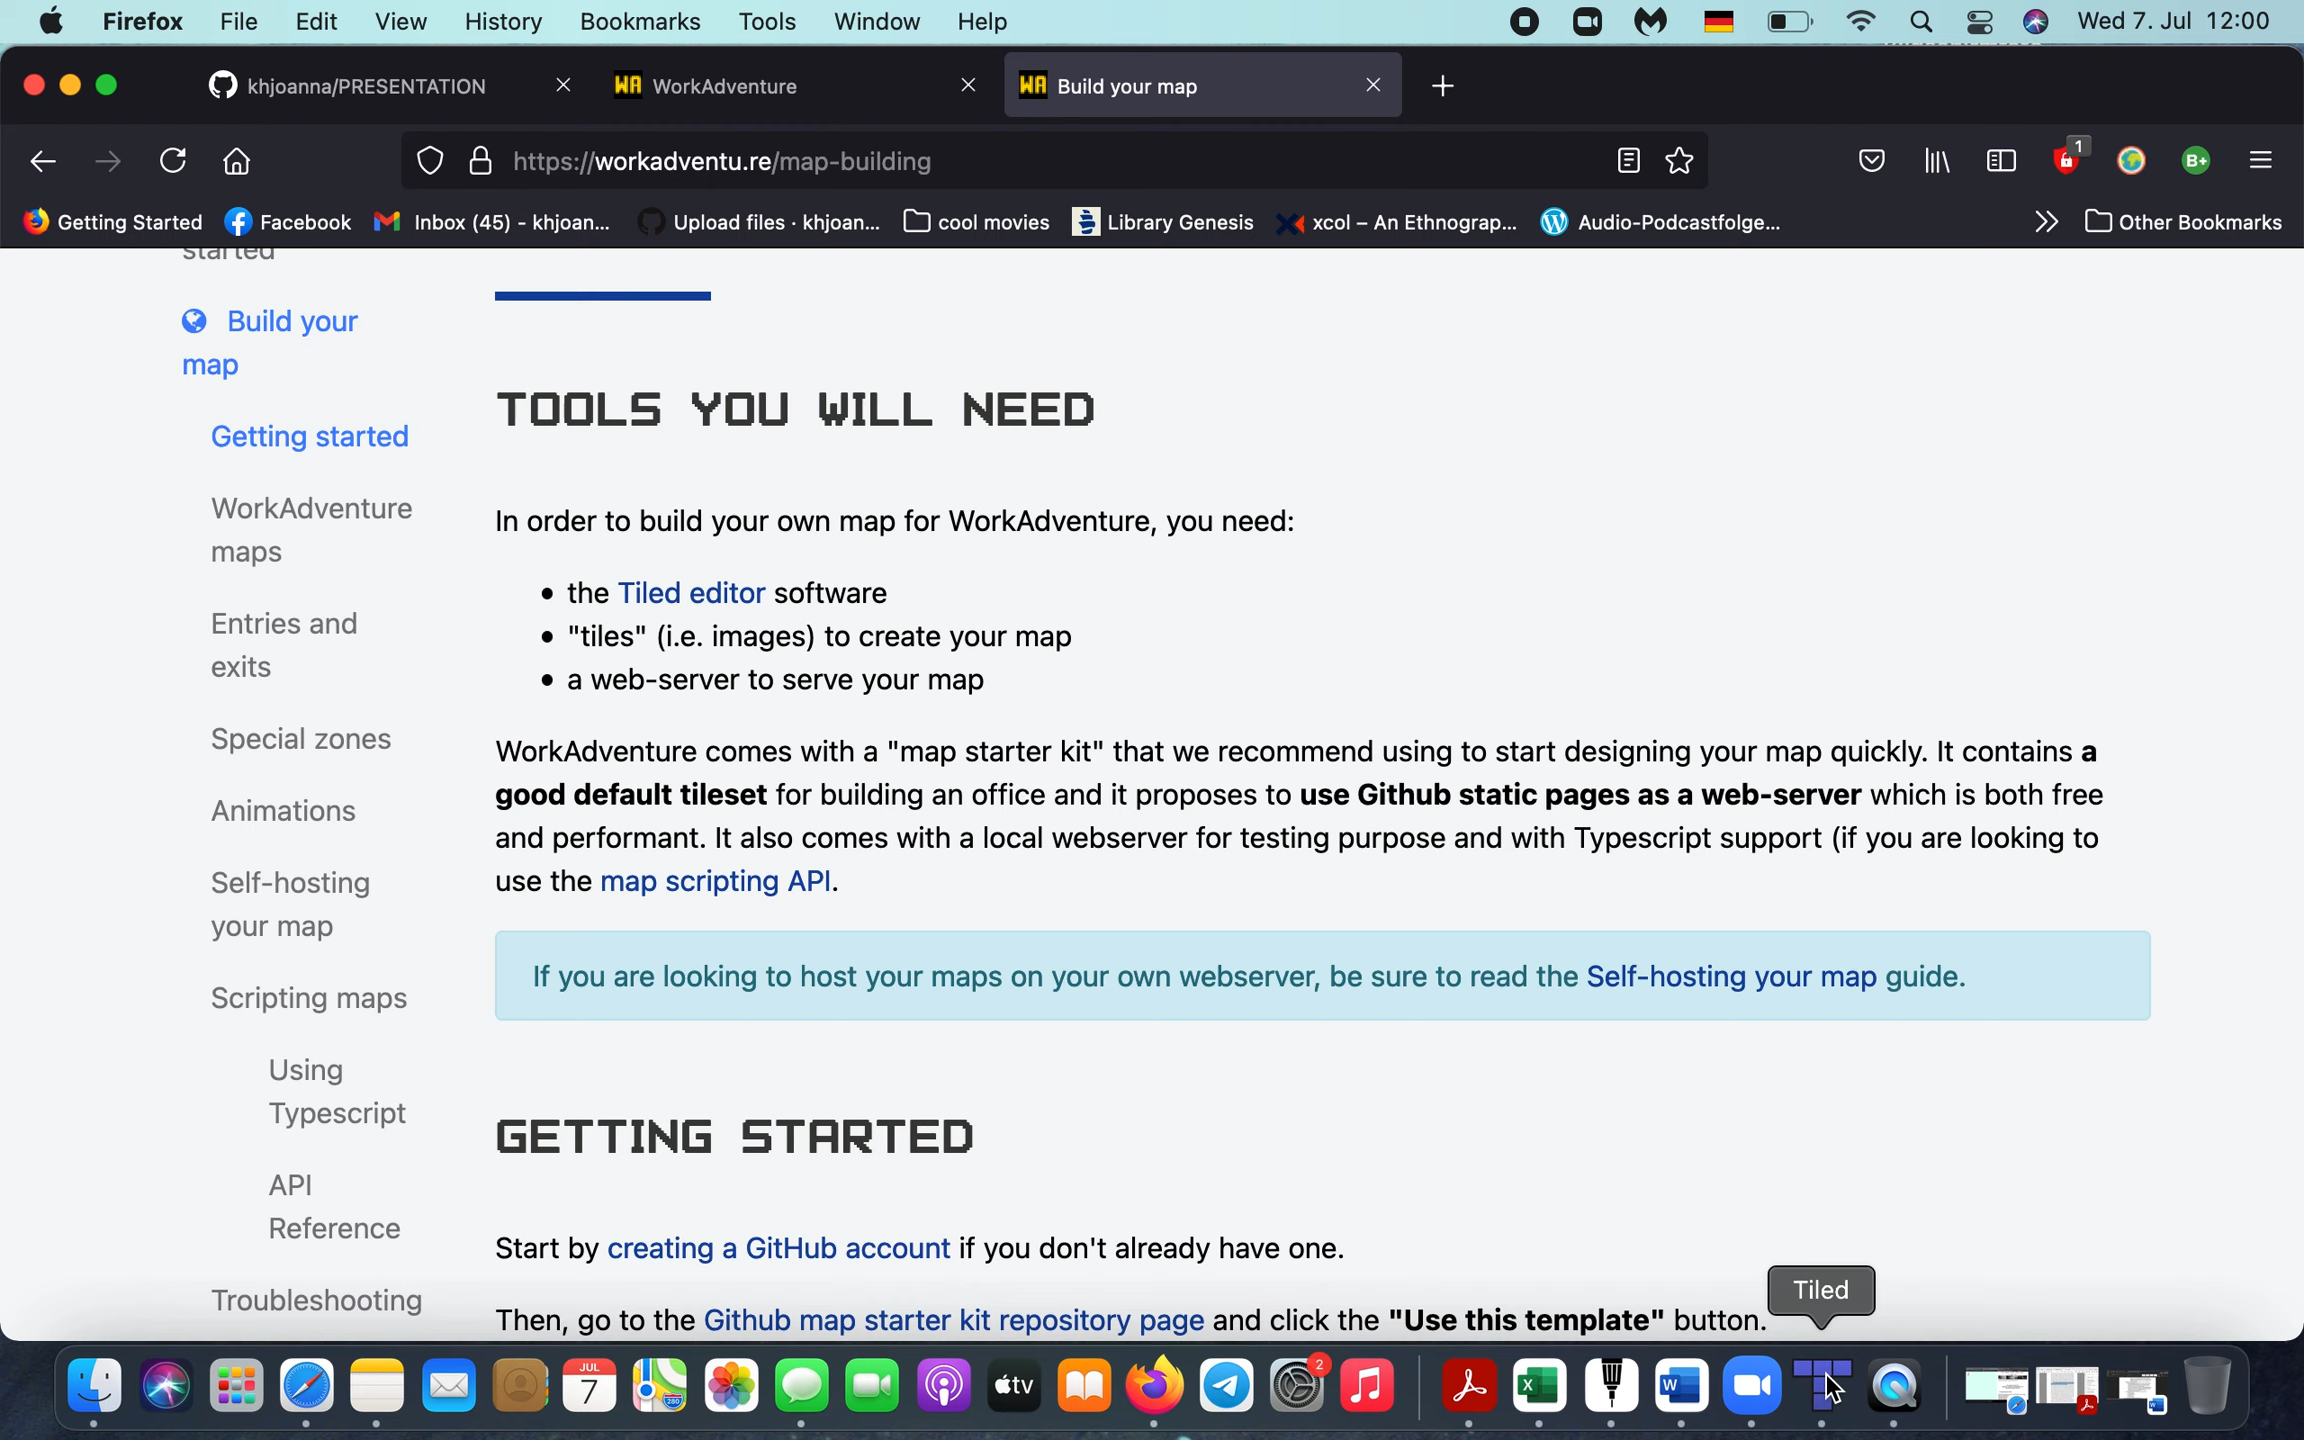 Firefox File Edit View History Bookmarks Tools Window Help Wed 7. Jul 12:00
khjoanna/PRESENTATION WA WorkAdventure WA Build your map
https://workadventu.re/map-building 1 B+
Getting Started Facebook Inbox (45) - khjoan... Upload files · khjoan... cool movies Library Genesis xcol – An Ethnograp... Audio-Podcastfolge... Other Bookmarks
started
Build your
map
Getting started
WorkAdventure
maps
Entries and
exits
Special zones
Animations
Self-hosting
your map
Scripting maps
Using
Typescript
API
Reference
Troubleshooting
TOOLS YOU WILL NEED
In order to build your own map for WorkAdventure, you need:
• the Tiled editor software
• "tiles" (i.e. images) to create your map
• a web-server to serve your map
WorkAdventure comes with a "map starter kit" that we recommend using to start designing your map quickly. It contains a
good default tileset for building an office and it proposes to use Github static pages as a web-server which is both free
and performant. It also comes with a local webserver for testing purpose and with Typescript support (if you are looking to
use the map scripting API.
If you are looking to host your maps on your own webserver, be sure to read the Self-hosting your map guide.
GETTING STARTED
Start by creating a GitHub account if you don't already have one.
Then, go to the Github map starter kit repository page and click the "Use this template" button.
Tiled
JUL
7
280
tv
2
X
W